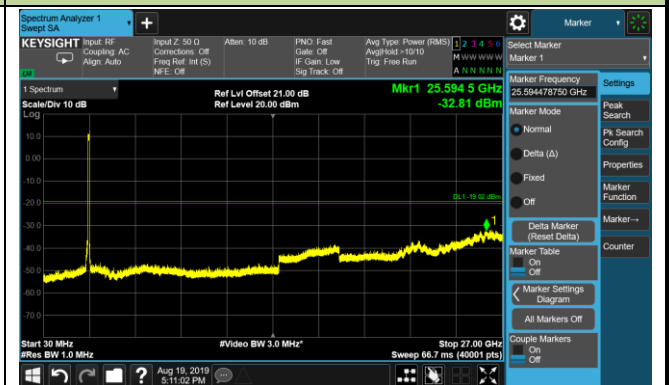 Spectrum Analyzer 1
Swept SA
+
Marker
KEYSIGHT
Input: RF
Coupling: AC
Align: Auto
Input Z: 50 Ω
Corrections: Off
Freq Ref: Int (S)
NFE: Off
Atten: 10 dB
PNO: Fast
Gate: Off
IF Gain: Low
Sig Track: Off
Avg Type: Power (RMS)
Avg|Hold:>10/10
Trig: Free Run
1 2 3 4 5 6
M W W W W W
A N N N N N
Select Marker
Marker 1
1 Spectrum
Scale/Div 10 dB
Log
Ref Lvl Offset 21.00 dB
Ref Level 20.00 dBm
Mkr1 25.594 5 GHz
-32.81 dBm
10.0
0.00
-10.0
-20.0
-30.0
-40.0
-50.0
-60.0
-70.0
DL1 -19.02 dBm
1
Start 30 MHz
#Res BW 1.0 MHz
#Video BW 3.0 MHz*
Stop 27.00 GHz
Sweep 66.7 ms (40001 pts)
Marker Frequency
25.594478750 GHz
Marker Mode
Normal
Delta (Δ)
Fixed
Off
Delta Marker
(Reset Delta)
Marker Table
On
Off
Marker Settings
Diagram
All Markers Off
Couple Markers
On
Off
Settings
Peak
Search
Pk Search
Config
Properties
Marker
Function
Marker→
Counter
?
Aug 19, 2019
5:11:02 PM